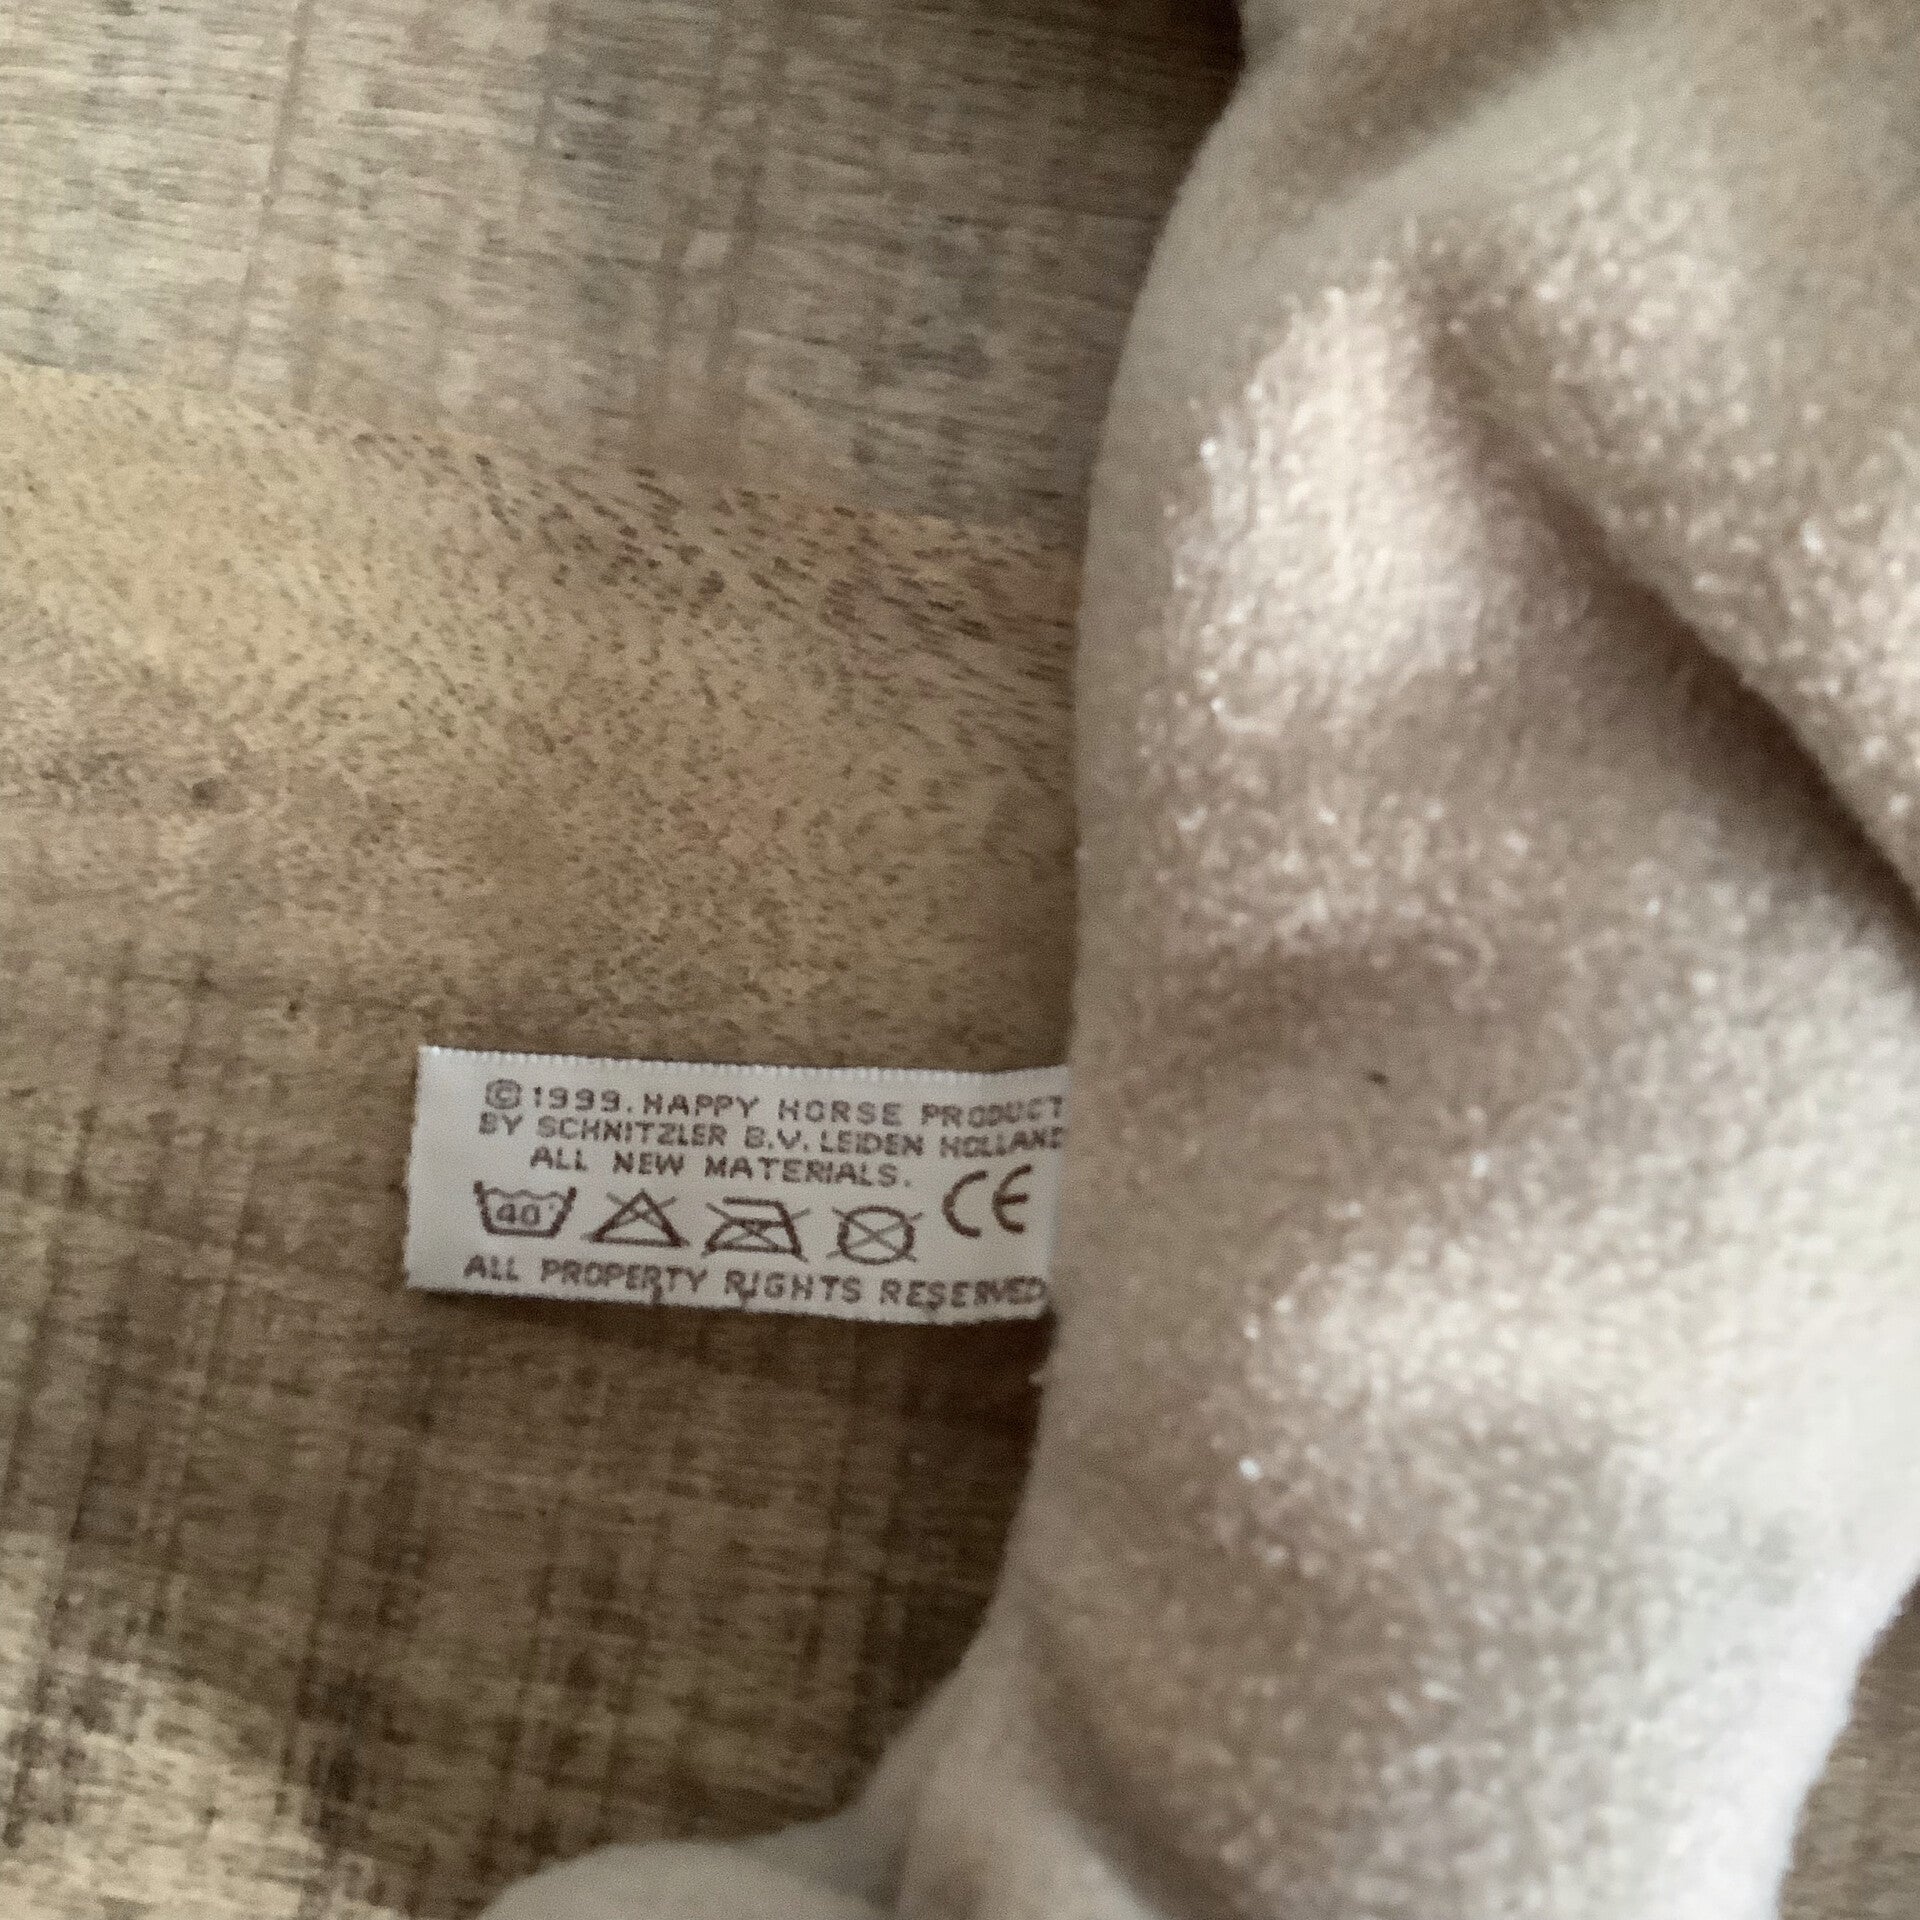 ©1999. HAPPY HORSE PRODUCT
BY SCHNITZLER B.V. LEIDEN HOLLAND
ALL NEW MATERIALS.
40° CE
ALL PROPERTY RIGHTS RESERVED